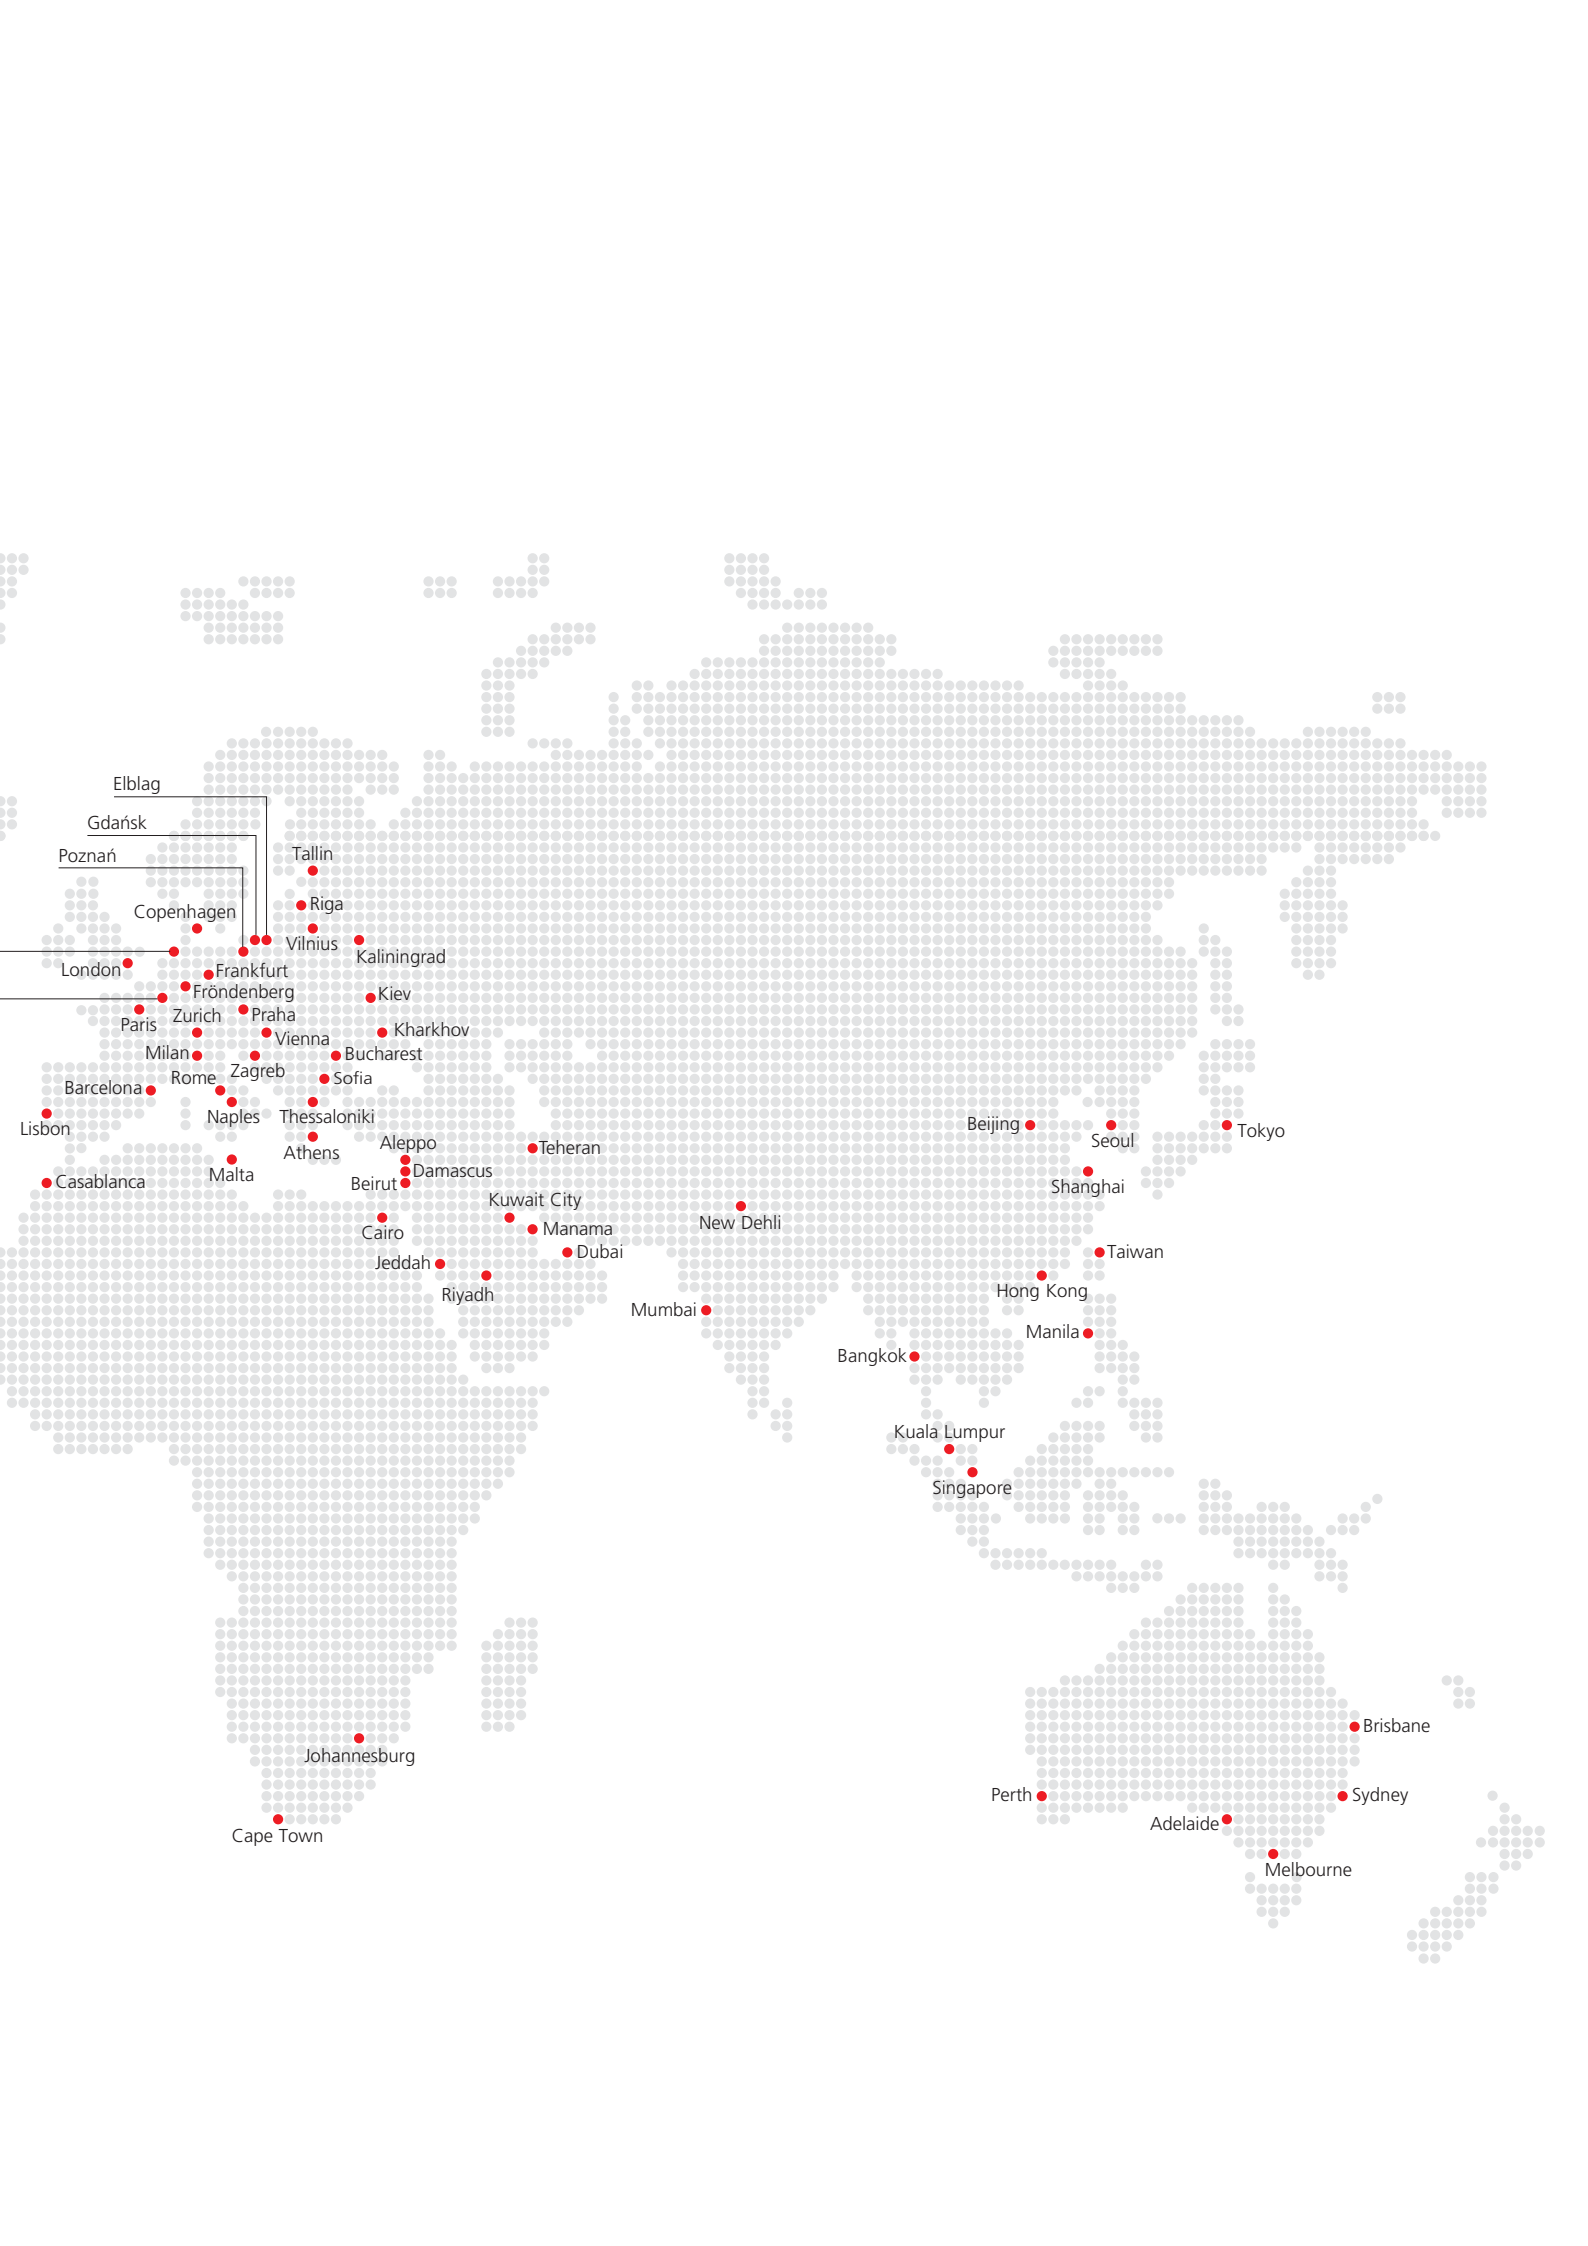 Elblag
Gdańsk
Poznań
Tallin
Riga
Copenhagen
Vilnius
Kaliningrad
London
Frankfurt
Fröndenberg
Kiev
Paris
Zurich
Praha
Kharkhov
Vienna
Milan
Bucharest
Zagreb
Rome
Sofia
Barcelona
Naples
Thessaloniki
Lisbon
Beijing
Seoul
Tokyo
Athens
Aleppo
Teheran
Malta
Damascus
Casablanca
Beirut
Shanghai
Kuwait City
Cairo
Manama
New Dehli
Jeddah
Dubai
Taiwan
Riyadh
Hong Kong
Mumbai
Manila
Bangkok
Kuala Lumpur
Singapore
Brisbane
Johannesburg
Perth
Sydney
Cape Town
Adelaide
Melbourne